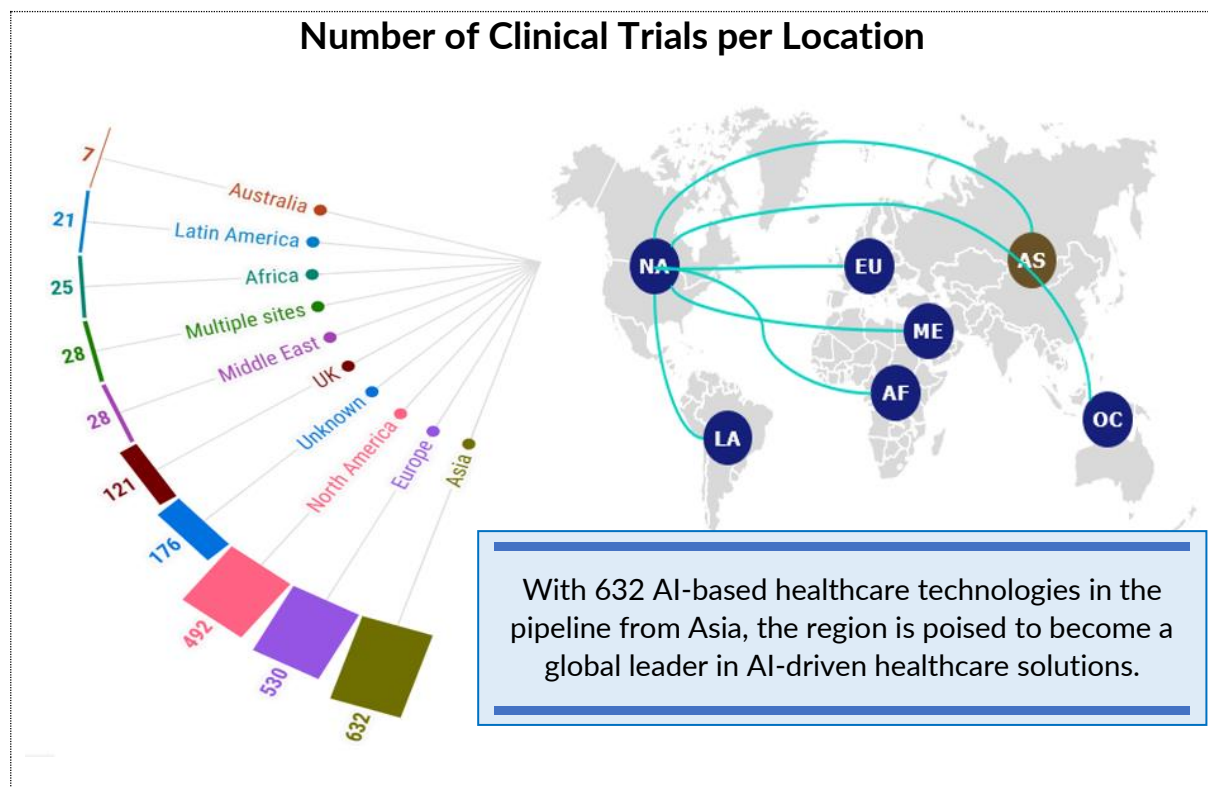 Number of Clinical Trials per Location
7
Australia
21
Latin America
25
Africa
28
Multiple sites
28
Middle East
121
UK
176
Unknown
492
North America
530
Europe
632
Asia
NA
EU
AS
ME
AF
LA
OC
With 632 AI-based healthcare technologies in the
pipeline from Asia, the region is poised to become a
global leader in AI-driven healthcare solutions.